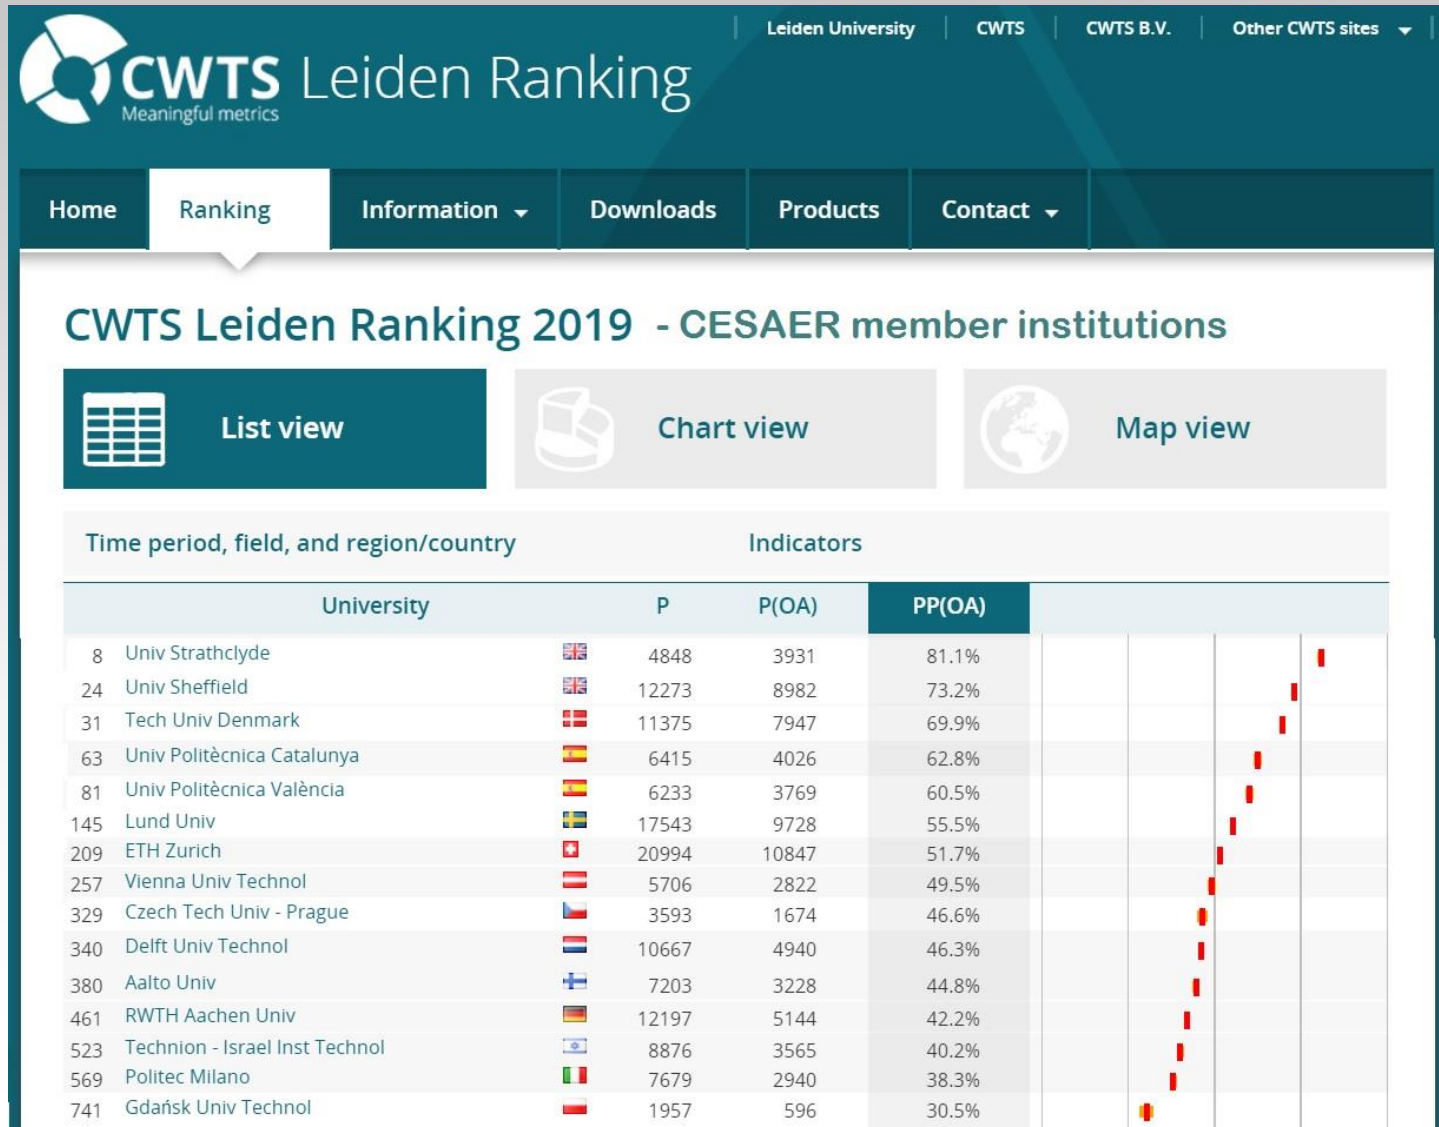 Leiden University CWTS CWTS B.V. Other CWTS sites
CWTS Leiden Ranking
Meaningful metrics
Home Ranking Information Downloads Products Contact
CWTS Leiden Ranking 2019 - CESAER member institutions
List view Chart view Map view
Time period, field, and region/country Indicators
University P P(OA) PP(OA)
8 Univ Strathclyde 4848 3931 81.1%
24 Univ Sheffield 12273 8982 73.2%
31 Tech Univ Denmark 11375 7947 69.9%
63 Univ Politècnica Catalunya 6415 4026 62.8%
81 Univ Politècnica València 6233 3769 60.5%
145 Lund Univ 17543 9728 55.5%
209 ETH Zurich 20994 10847 51.7%
257 Vienna Univ Technol 5706 2822 49.5%
329 Czech Tech Univ - Prague 3593 1674 46.6%
340 Delft Univ Technol 10667 4940 46.3%
380 Aalto Univ 7203 3228 44.8%
461 RWTH Aachen Univ 12197 5144 42.2%
523 Technion - Israel Inst Technol 8876 3565 40.2%
569 Politec Milano 7679 2940 38.3%
741 Gdańsk Univ Technol 1957 596 30.5%